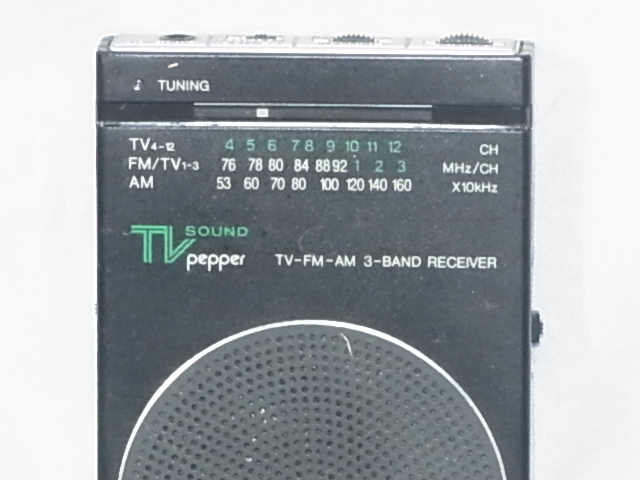 TUNING
TV4-12 4 5 6 7 8 9 10 11 12 CH
FM/TV1-3 76 78 80 84 88 92 1 2 3 MHz/CH
AM 53 60 70 80 100 120 140 160 X10kHz
TV SOUND
pepper TV-FM-AM 3-BAND RECEIVER